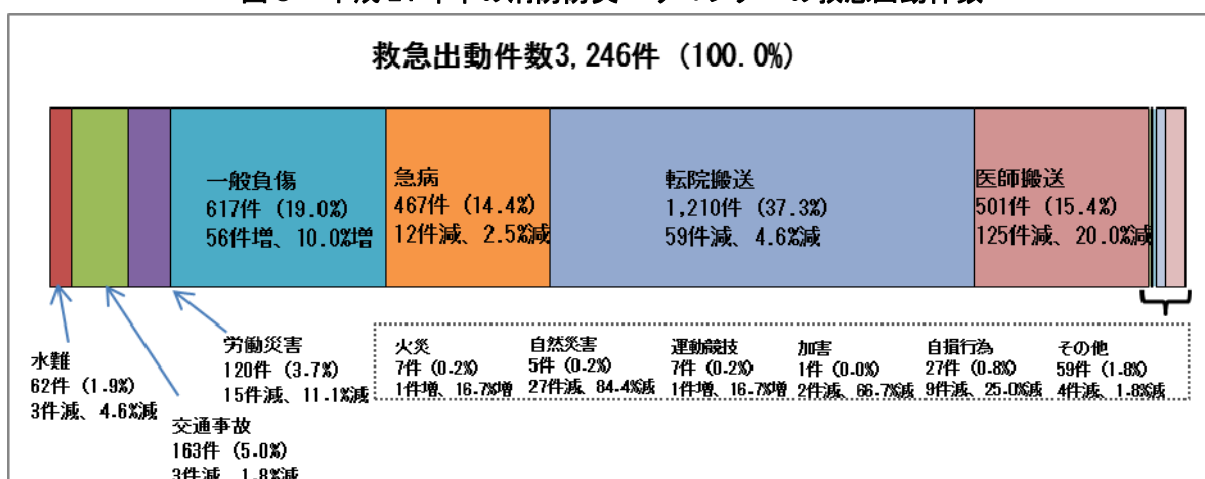 救急出動件数3,246件 (100.0%)
一般負傷
617件 (19.0%)
56件増、10.0%増
急病
467件 (14.4%)
12件減、2.5%減
転院搬送
1,210件 (37.3%)
59件減、4.6%減
医師搬送
501件 (15.4%)
125件減、20.0%減
水難
62件 (1.9%)
3件減、4.6%減
交通事故
163件 (5.0%)
3件減、1.8%減
労働災害
120件 (3.7%)
15件減、11.1%減
火災
7件 (0.2%)
1件増、16.7%増
自然災害
5件 (0.2%)
27件減、84.4%減
運動競技
7件 (0.2%)
1件増、16.7%増
加害
1件 (0.0%)
2件減、66.7%減
自損行為
27件 (0.8%)
9件減、25.0%減
その他
59件 (1.8%)
4件減、1.8%減